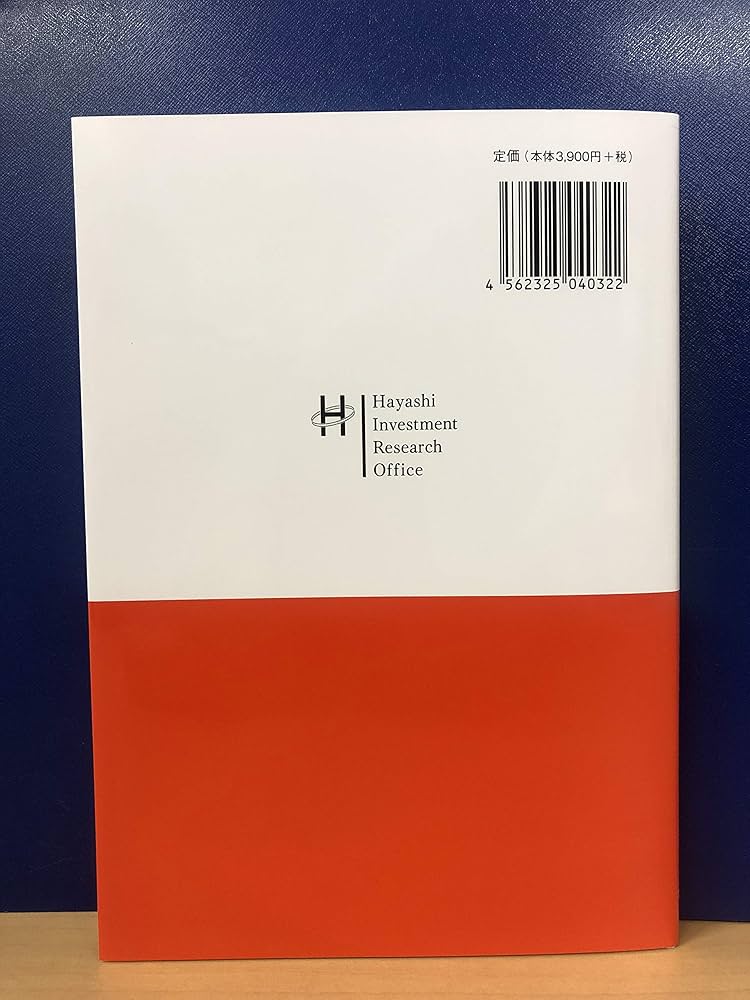 定価（本体3,900円＋税）
4 562325 040322
H
Hayashi
Investment
Research
Office